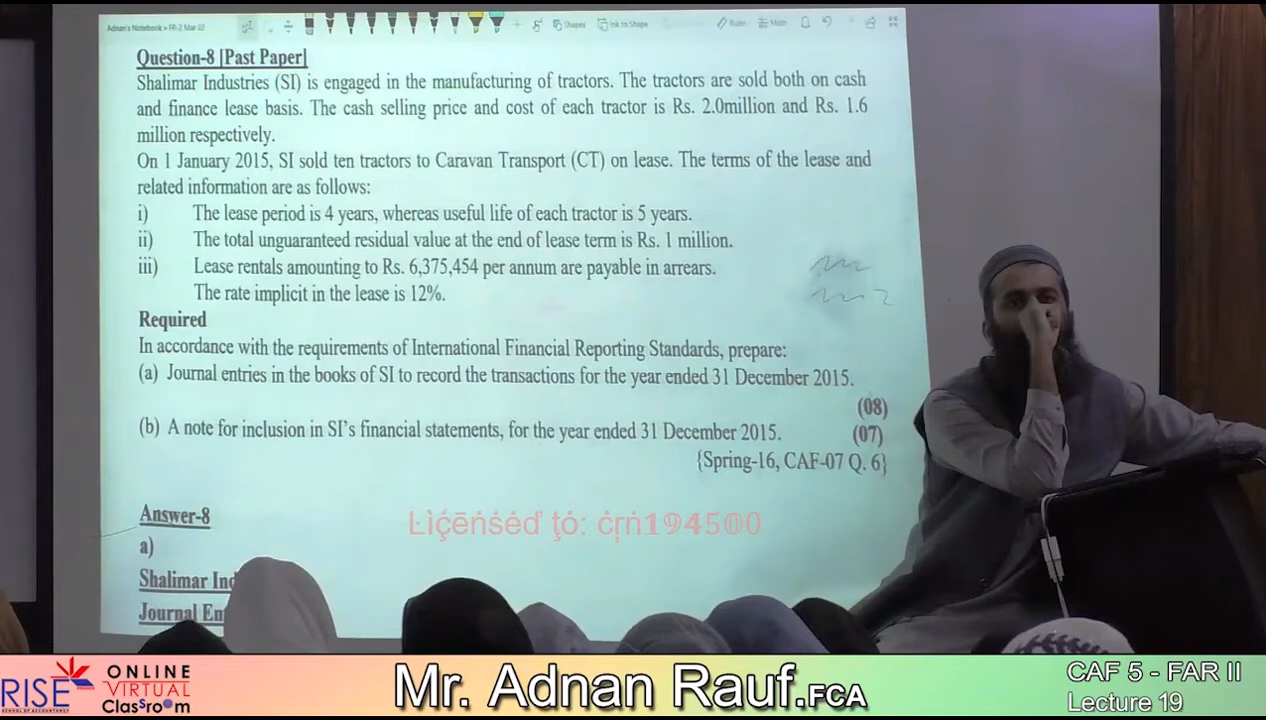 Adnan's Notebook » FR-2 Mar 22
Shapes
Ink to Shape
Ruler
Math
Question-8 [Past Paper]
Shalimar Industries (SI) is engaged in the manufacturing of tractors. The tractors are sold both on cash
and finance lease basis. The cash selling price and cost of each tractor is Rs. 2.0million and Rs. 1.6
million respectively.
On 1 January 2015, SI sold ten tractors to Caravan Transport (CT) on lease. The terms of the lease and
related information are as follows:
i) The lease period is 4 years, whereas useful life of each tractor is 5 years.
ii) The total unguaranteed residual value at the end of lease term is Rs. 1 million.
iii) Lease rentals amounting to Rs. 6,375,454 per annum are payable in arrears.
The rate implicit in the lease is 12%.
Required
In accordance with the requirements of International Financial Reporting Standards, prepare:
(a) Journal entries in the books of SI to record the transactions for the year ended 31 December 2015.
(08)
(b) A note for inclusion in SI's financial statements, for the year ended 31 December 2015. (07)
{Spring-16, CAF-07 Q. 6}
Answer-8
a)
Shalimar Ind
Journal En
RISE
ONLINE
VIRTUAL
Classroom
Mr. Adnan Rauf.FCA
CAF 5 - FAR II
Lecture 19